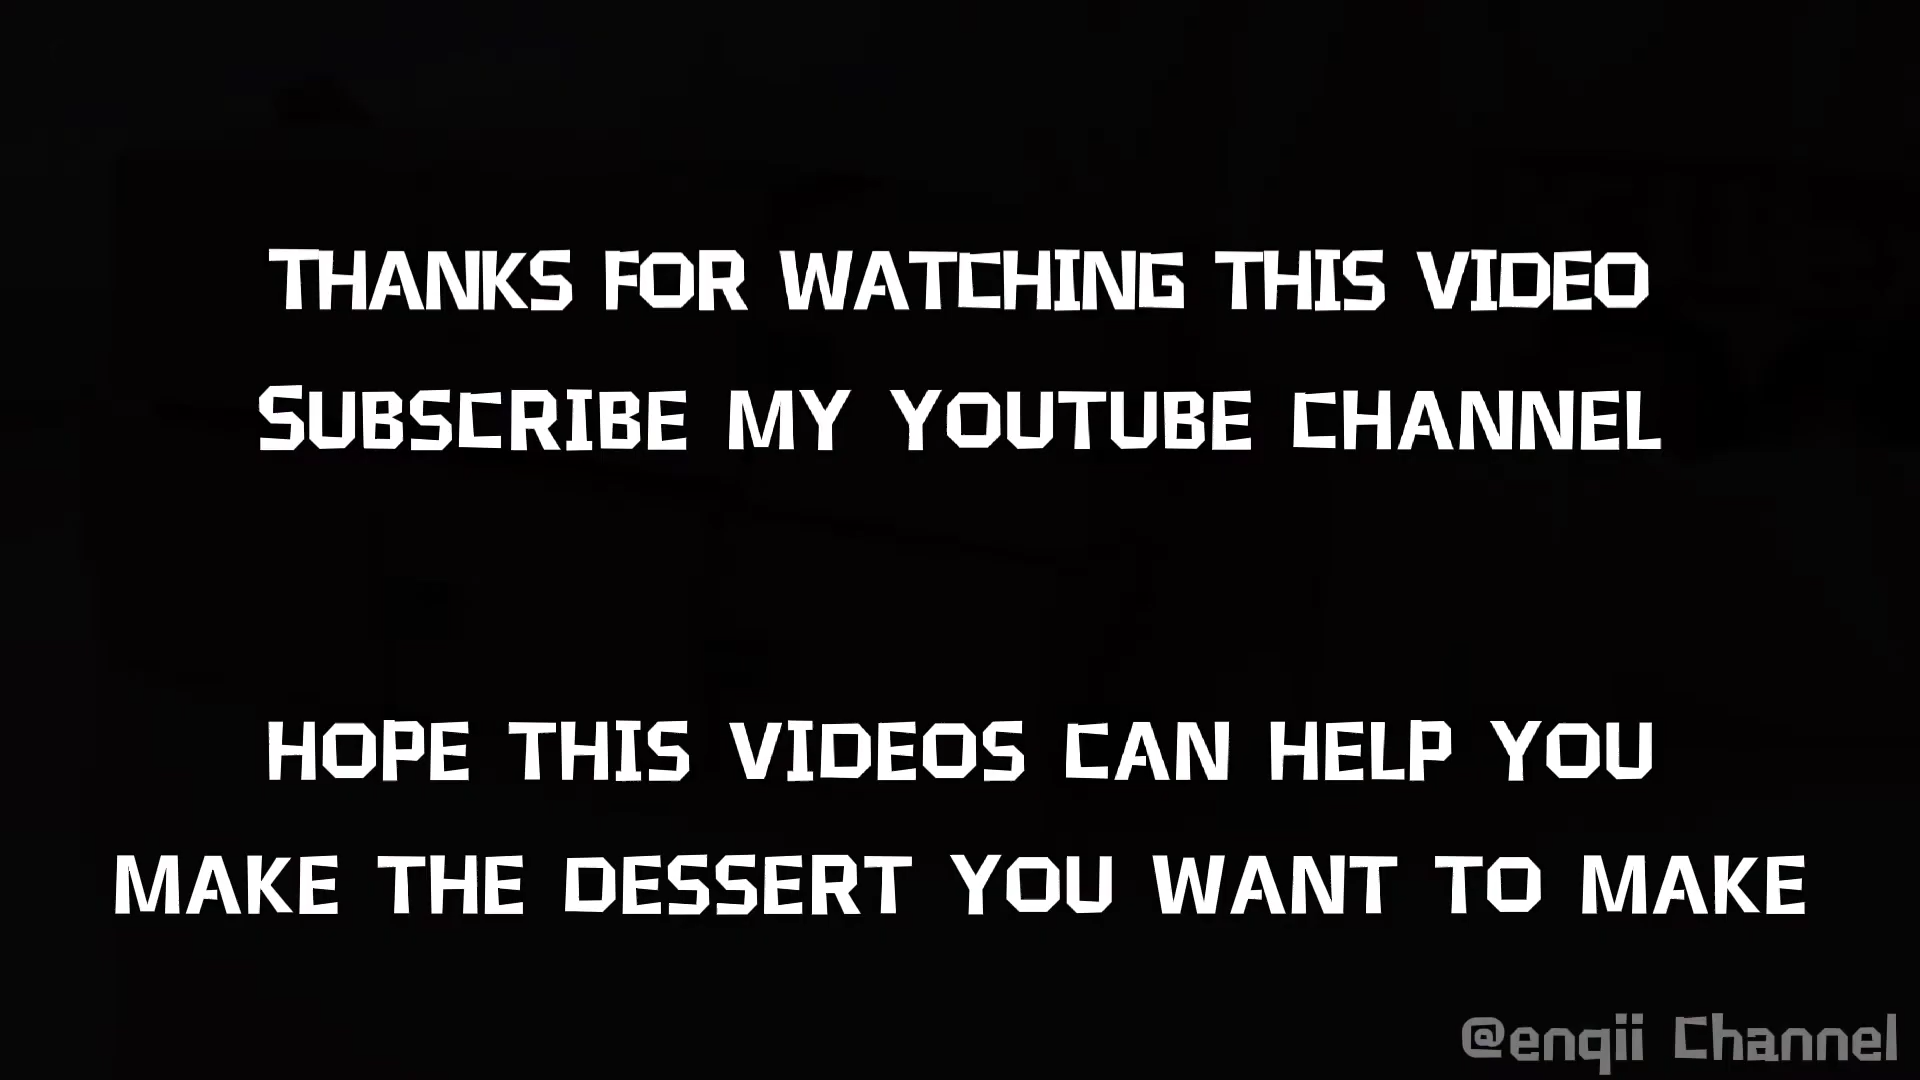 THANKS FOR WATCHING THIS VIDEO
SUBSCRIBE MY YOUTUBE CHANNEL
HOPE THIS VIDEOS CAN HELP YOU
MAKE THE DESSERT YOU WANT TO MAKE
@enqii Channel